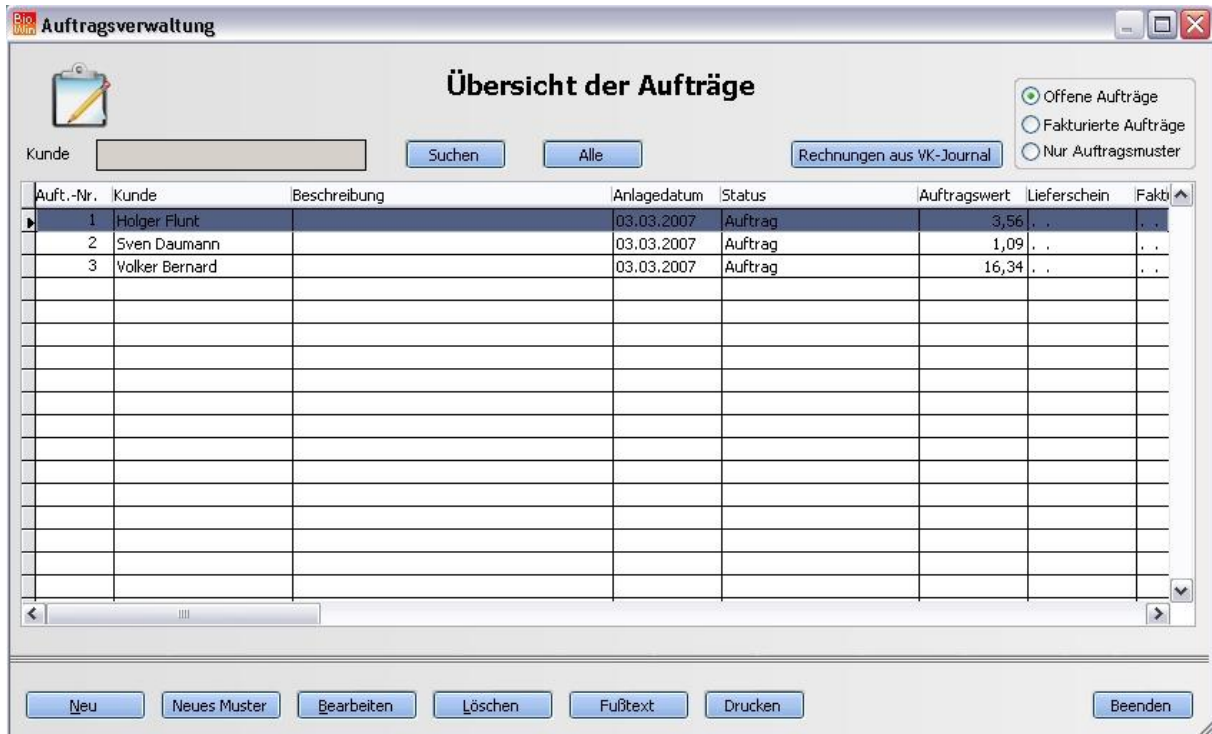 Bio Win Auftragsverwaltung
Übersicht der Aufträge
Offene Aufträge
Fakturierte Aufträge
Nur Auftragsmuster
Kunde Suchen Alle Rechnungen aus VK-Journal
Auft.-Nr. Kunde Beschreibung Anlagedatum Status Auftragswert Lieferschein Fakt
1 Holger Flunt 03.03.2007 Auftrag 3,56 . . . .
2 Sven Daumann 03.03.2007 Auftrag 1,09 . . . .
3 Volker Bernard 03.03.2007 Auftrag 16,34 . . . .
Neu Neues Muster Bearbeiten Löschen Fußtext Drucken Beenden